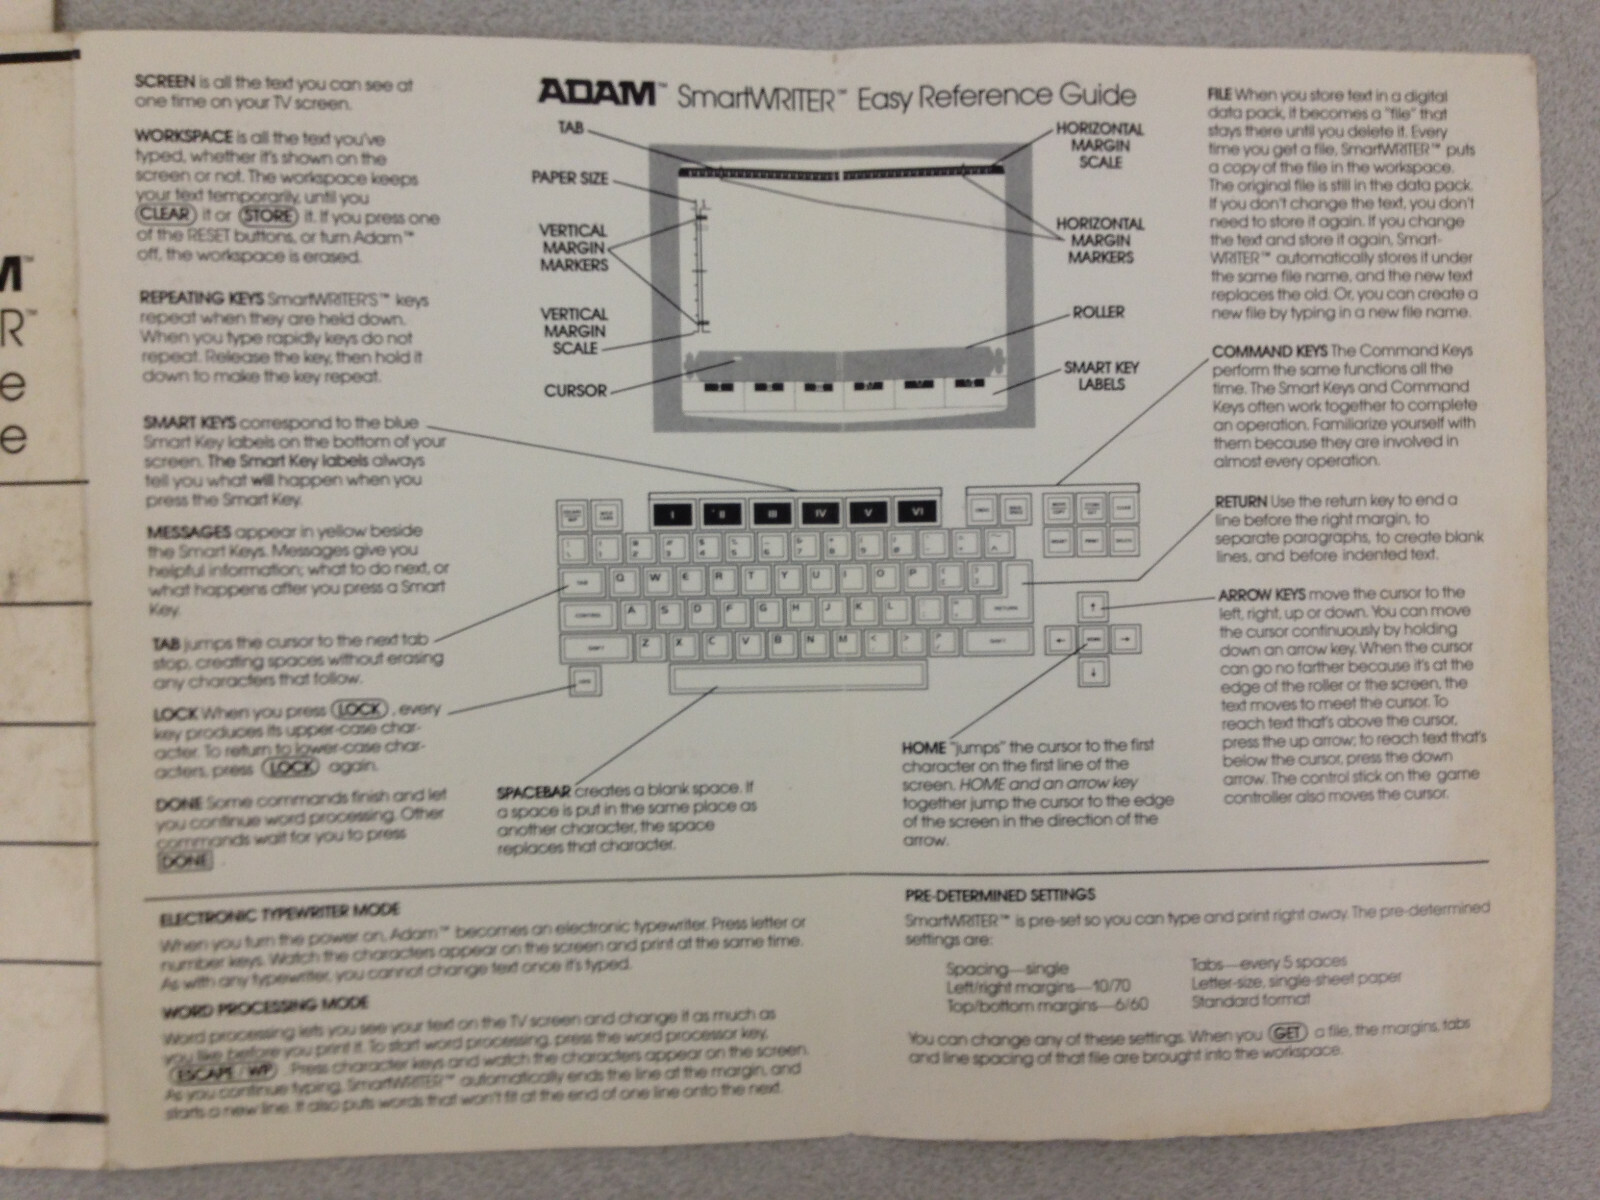 M™
R™
e
e
SCREEN is all the text you can see at
one time on your TV screen.
WORKSPACE is all the text you've
typed, whether it's shown on the
screen or not. The workspace keeps
your text temporarily, until you
CLEAR it or STORE it. If you press one
of the RESET buttons, or turn Adam™
off, the workspace is erased.
REPEATING KEYS SmartWRITER'S™ keys
repeat when they are held down.
When you type rapidly keys do not
repeat. Release the key, then hold it
down to make the key repeat.
SMART KEYS correspond to the blue
Smart Key labels on the bottom of your
screen. The Smart Key labels always
tell you what will happen when you
press the Smart Key.
MESSAGES appear in yellow beside
the Smart Keys. Messages give you
helpful information; what to do next, or
what happens after you press a Smart
Key.
TAB jumps the cursor to the next tab
stop, creating spaces without erasing
any characters that follow.
LOCK When you press LOCK, every
key produces its upper-case char-
acter. To return to lower-case char-
acters, press LOCK again.
DONE Some commands finish and let
you continue word processing. Other
commands wait for you to press
DONE.
ADAM™ SmartWRITER™ Easy Reference Guide
TAB
PAPER SIZE
VERTICAL
MARGIN
MARKERS
VERTICAL
MARGIN
SCALE
CURSOR
HORIZONTAL
MARGIN
SCALE
HORIZONTAL
MARGIN
MARKERS
ROLLER
SMART KEY
LABELS
I II III IV V VI
TAB Q W E R T Y U I O P
CONTROL A S D F G H J K L RETURN
SHIFT Z X C V B N M SHIFT
LOCK
↑
← HOME →
↓
SPACEBAR creates a blank space. If
a space is put in the same place as
another character, the space
replaces that character.
HOME "jumps" the cursor to the first
character on the first line of the
screen. HOME and an arrow key
together jump the cursor to the edge
of the screen in the direction of the
arrow.
FILE When you store text in a digital
data pack, it becomes a "file" that
stays there until you delete it. Every
time you get a file, SmartWRITER™ puts
a copy of the file in the workspace.
The original file is still in the data pack.
If you don't change the text, you don't
need to store it again. If you change
the text and store it again, Smart-
WRITER™ automatically stores it under
the same file name, and the new text
replaces the old. Or, you can create a
new file by typing in a new file name.
COMMAND KEYS The Command Keys
perform the same functions all the
time. The Smart Keys and Command
Keys often work together to complete
an operation. Familiarize yourself with
them because they are involved in
almost every operation.
RETURN Use the return key to end a
line before the right margin, to
separate paragraphs, to create blank
lines, and before indented text.
ARROW KEYS move the cursor to the
left, right, up or down. You can move
the cursor continuously by holding
down an arrow key. When the cursor
can go no farther because it's at the
edge of the roller or the screen, the
text moves to meet the cursor. To
reach text that's above the cursor,
press the up arrow; to reach text that's
below the cursor, press the down
arrow. The control stick on the game
controller also moves the cursor.
ELECTRONIC TYPEWRITER MODE
When you turn the power on, Adam™ becomes an electronic typewriter. Press letter or
number keys. Watch the characters appear on the screen and print at the same time.
As with any typewriter, you cannot change text once it's typed.
WORD PROCESSING MODE
Word processing lets you see your text on the TV screen and change it as much as
you like before you print it. To start word processing, press the word processor key,
ESCAPE/WP. Press character keys and watch the characters appear on the screen.
As you continue typing, SmartWRITER™ automatically ends the line at the margin, and
starts a new line. It also puts words that won't fit at the end of one line onto the next.
PRE-DETERMINED SETTINGS
SmartWRITER™ is pre-set so you can type and print right away. The pre-determined
settings are:
Spacing—single
Left/right margins—10/70
Top/bottom margins—6/60
Tabs—every 5 spaces
Letter-size, single-sheet paper
Standard format
You can change any of these settings. When you GET a file, the margins, tabs
and line spacing of that file are brought into the workspace.